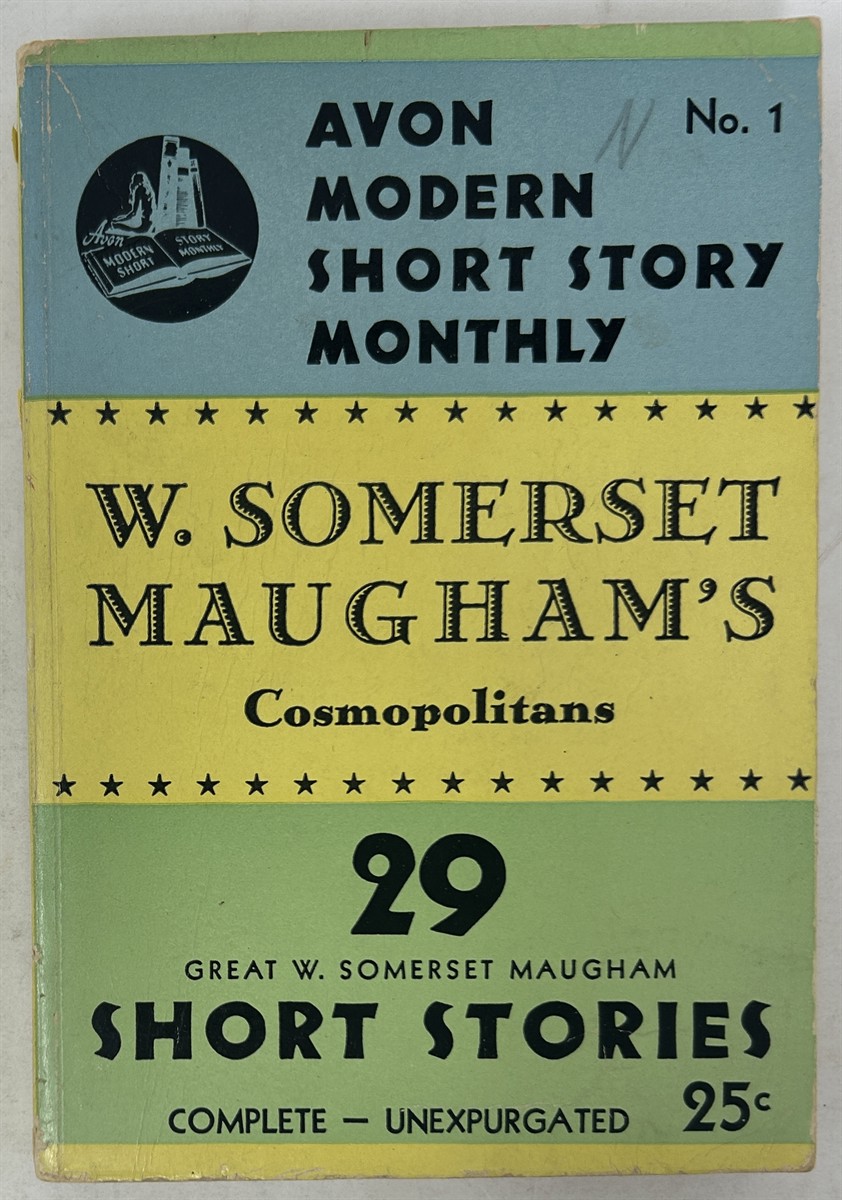 AVON
No. 1
N
MODERN
SHORT STORY
MONTHLY
Avon
MODERN
SHORT
STORY
MONTHLY
W. SOMERSET
MAUGHAM'S
Cosmopolitans
29
GREAT W. SOMERSET MAUGHAM
SHORT STORIES
COMPLETE — UNEXPURGATED
25c